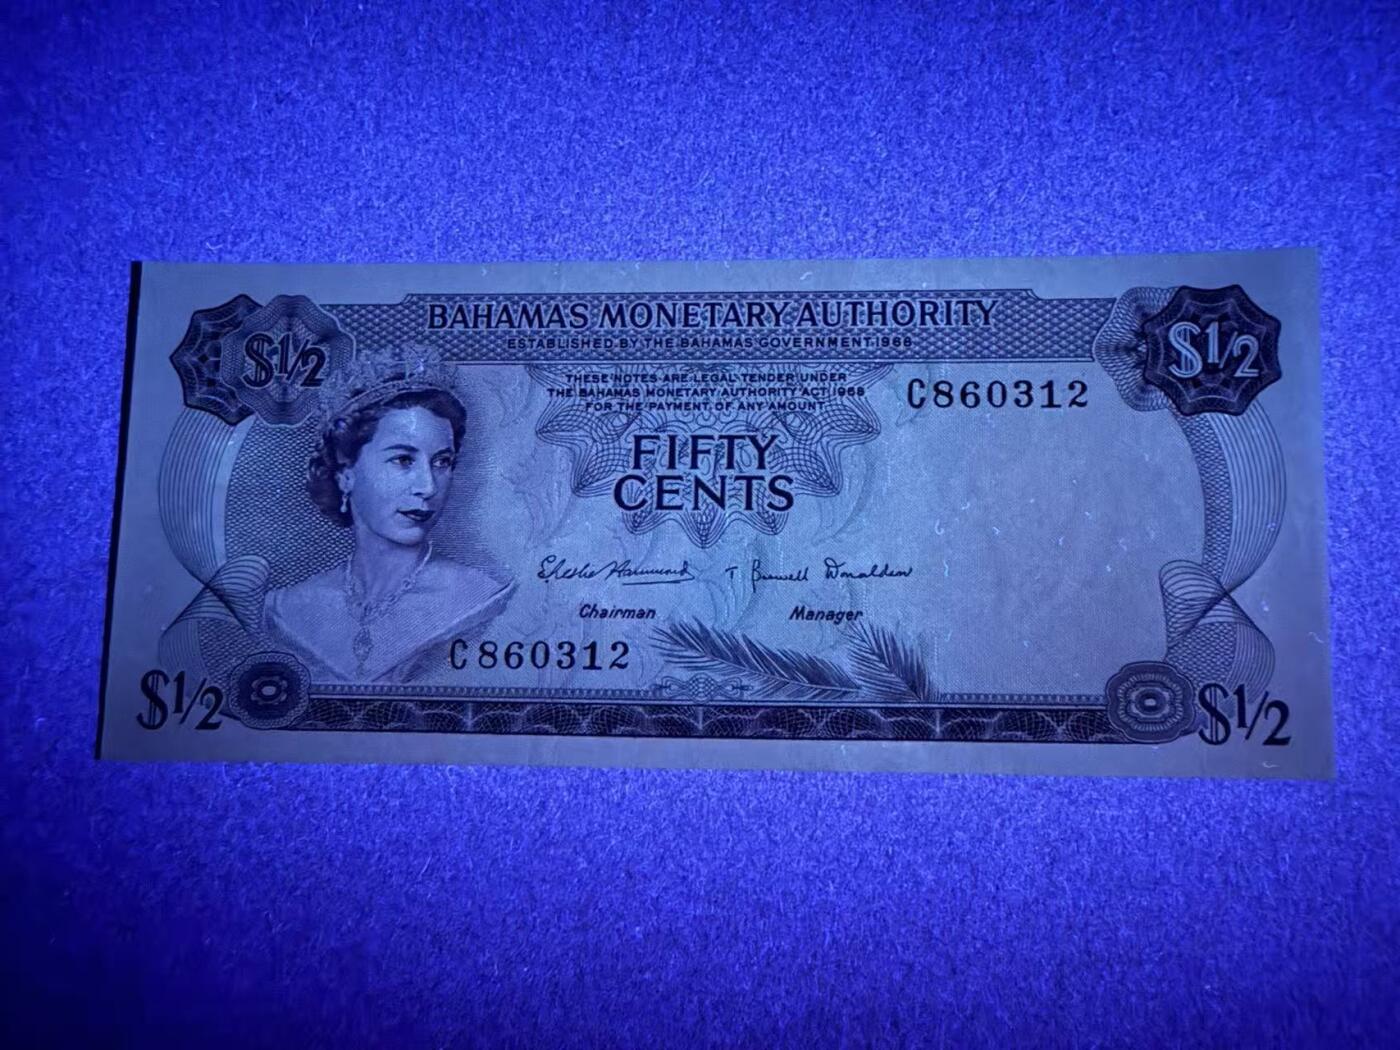 BAHAMAS MONETARY AUTHORITY
ESTABLISHED BY THE BAHAMAS GOVERNMENT 1968
$1/2
$1/2
THESE NOTES ARE LEGAL TENDER UNDER
THE BAHAMAS MONETARY AUTHORITY ACT 1968
FOR THE PAYMENT OF ANY AMOUNT
C860312
FIFTY
CENTS
T Donaldson
Chairman
Manager
C860312
$1/2
$1/2